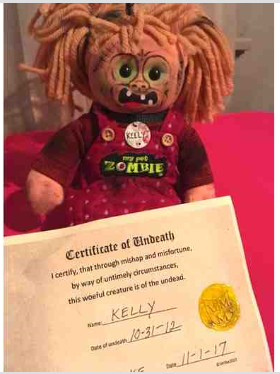 KELLY
my pet
ZOMBIE
Certificate of Undeath
I certify, that through mishap and misfortune,
by way of untimely circumstances,
this woeful creature is of the undead.
Name: KELLY
Date of undeath 10-31-12
Date: 11-1-17